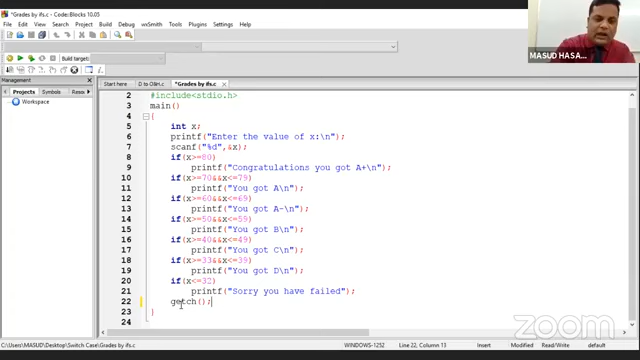 *Grades by ifs.c - Code::Blocks 10.05
File Edit View Search Project Build Debug wxSmith Tools Plugins Settings Help
Build target:
Management
Projects Symbols Resou
Workspace
Start here D to OBH.C *Grades by ifs.c
MASUD HASA...
2 #include<stdio.h>
3 main()
4 {
5 int x;
6 printf("Enter the value of x:\n");
7 scanf("%d",&x);
8 if(x>=80)
9 printf("Congratulations you got A+\n");
10 if(x>=70&&x<=79)
11 printf("You got A\n");
12 if(x>=60&&x<=69)
13 printf("You got A-\n");
14 if(x>=50&&x<=59)
15 printf("You got B\n");
16 if(x>=40&&x<=49)
17 printf("You got C\n");
18 if(x>=33&&x<=39)
19 printf("You got D\n");
20 if(x<=32)
21 printf("Sorry you have failed");
22 getch();
23 }
24
zoom
C:\Users\MASUD\Desktop\Switch Case\Grades by ifs.c WINDOWS-1252 Line 22, Column 13 Insert Modified Read/Write default